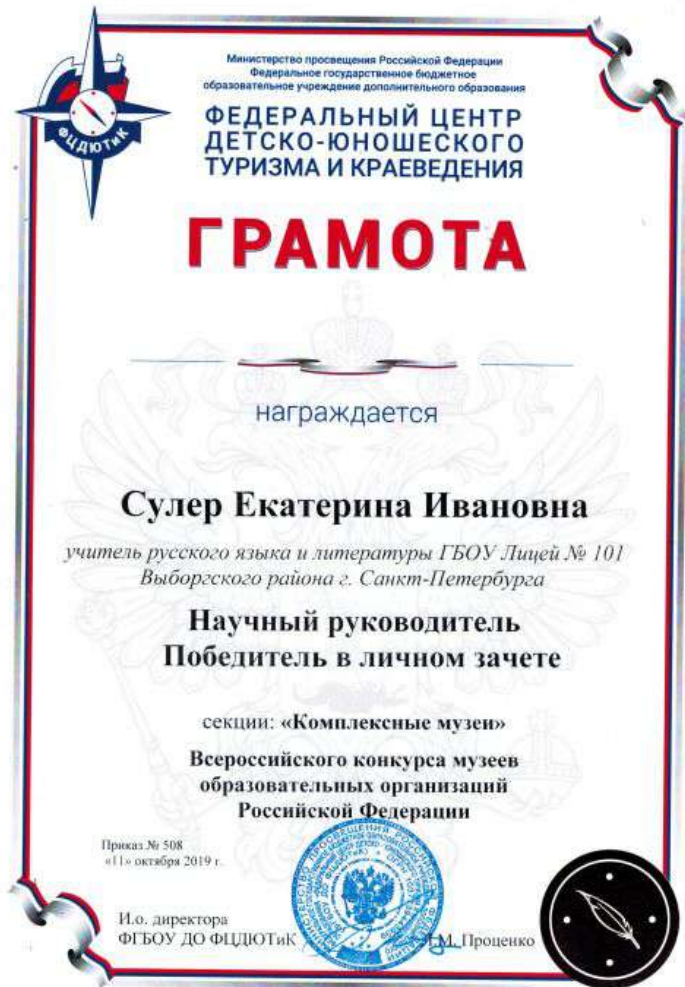 Министерство просвещения Российской Федерации
Федеральное государственное бюджетное
образовательное учреждение дополнительного образования
ФЕДЕРАЛЬНЫЙ ЦЕНТР
ДЕТСКО-ЮНОШЕСКОГО
ТУРИЗМА И КРАЕВЕДЕНИЯ
ФЦДЮТиК
ГРАМОТА
награждается
Сулер Екатерина Ивановна
учитель русского языка и литературы ГБОУ Лицей № 101
Выборгского района г. Санкт-Петербурга
Научный руководитель
Победитель в личном зачете
секции: «Комплексные музеи»
Всероссийского конкурса музеев
образовательных организаций
Российской Федерации
Приказ № 508
«11» октября 2019 г.
И.о. директора
ФГБОУ ДО ФЦДЮТиК
Проценко